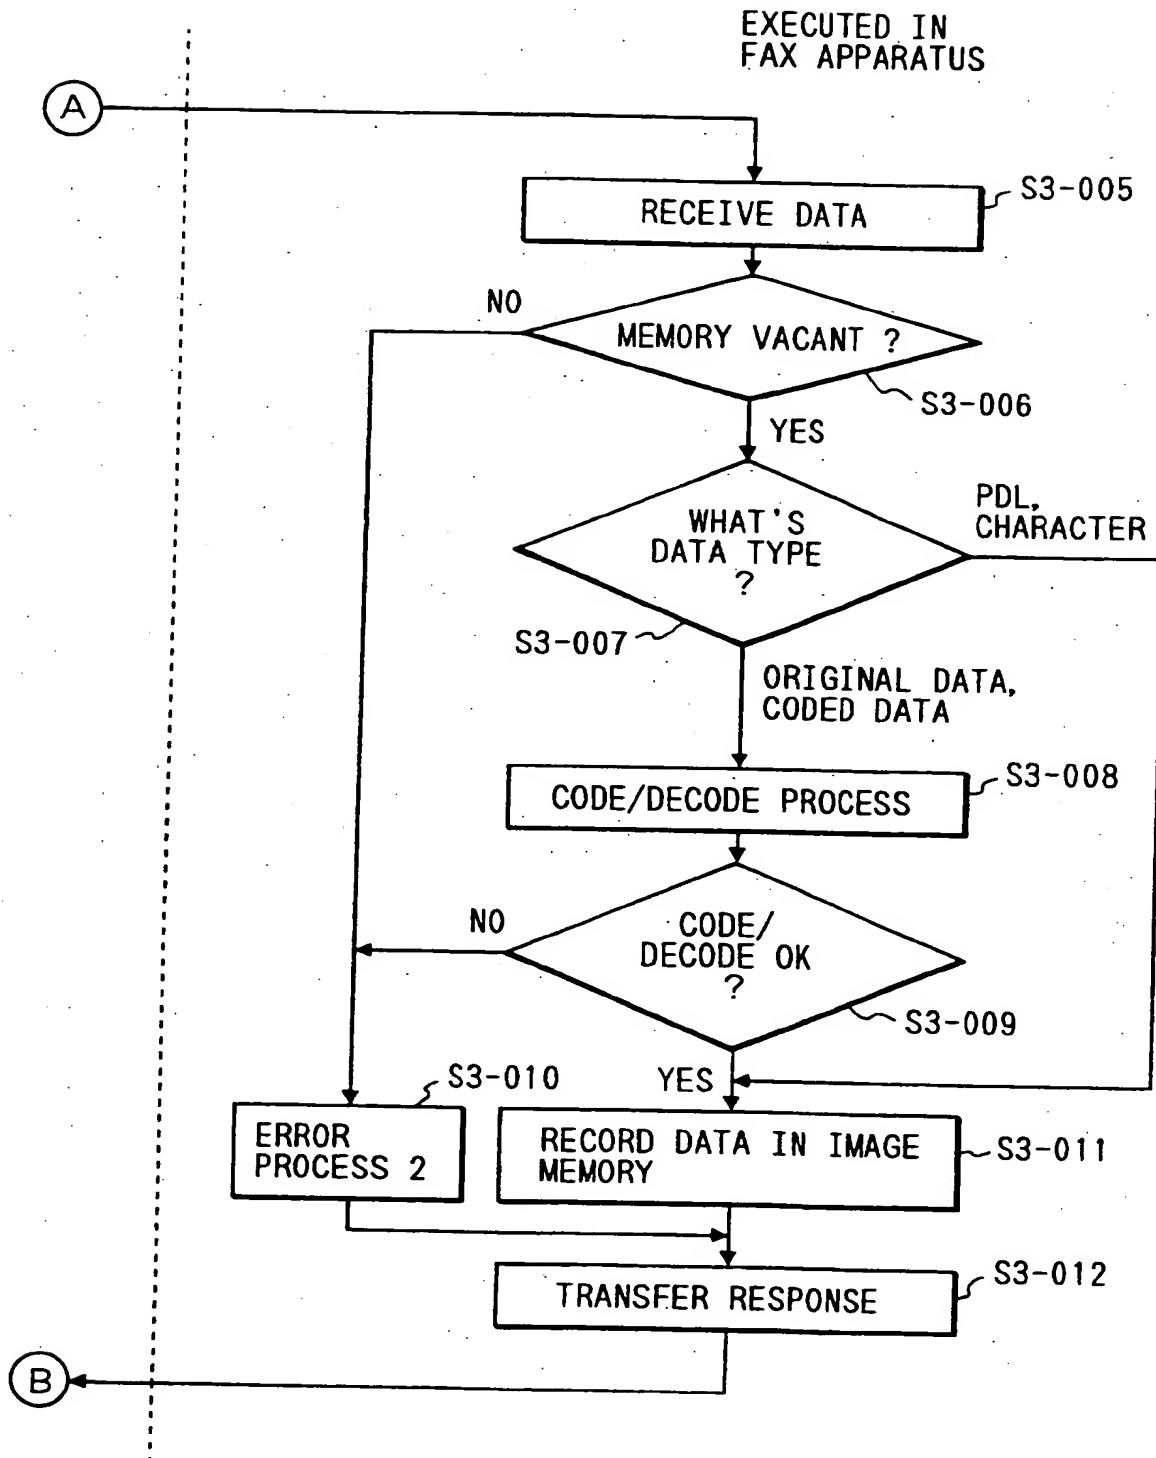 EXECUTED IN
FAX APPARATUS
A
S3-005
RECEIVE DATA
NO
MEMORY VACANT ?
S3-006
YES
PDL,
CHARACTER
WHAT'S
DATA TYPE
?
S3-007
ORIGINAL DATA,
CODED DATA
S3-008
CODE/DECODE PROCESS
NO
CODE/
DECODE OK
?
S3-009
YES
S3-010
ERROR
PROCESS 2
RECORD DATA IN IMAGE
MEMORY
S3-011
S3-012
TRANSFER RESPONSE
B